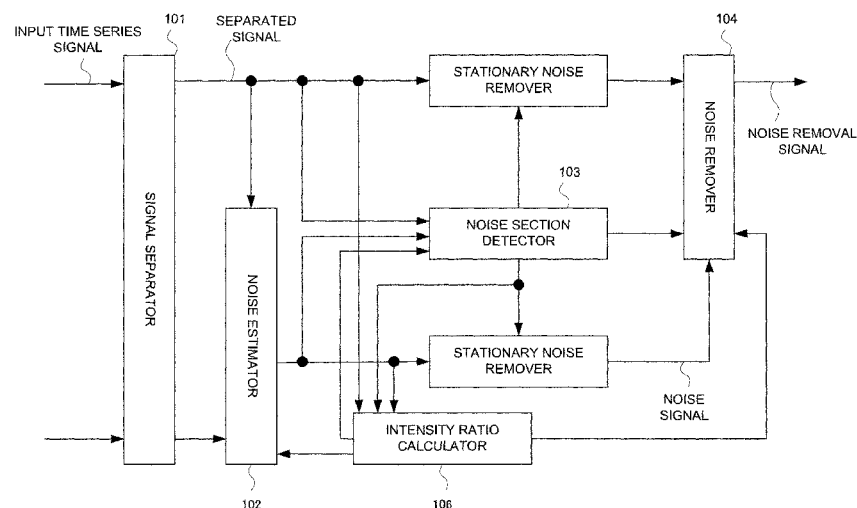 INPUT TIME SERIES
SIGNAL
101
SEPARATED
SIGNAL
104
STATIONARY NOISE
REMOVER
NOISE REMOVER
NOISE REMOVAL
SIGNAL
SIGNAL SEPARATOR
103
NOISE SECTION
DETECTOR
NOISE ESTIMATOR
STATIONARY NOISE
REMOVER
NOISE
SIGNAL
INTENSITY RATIO
CALCULATOR
102
106